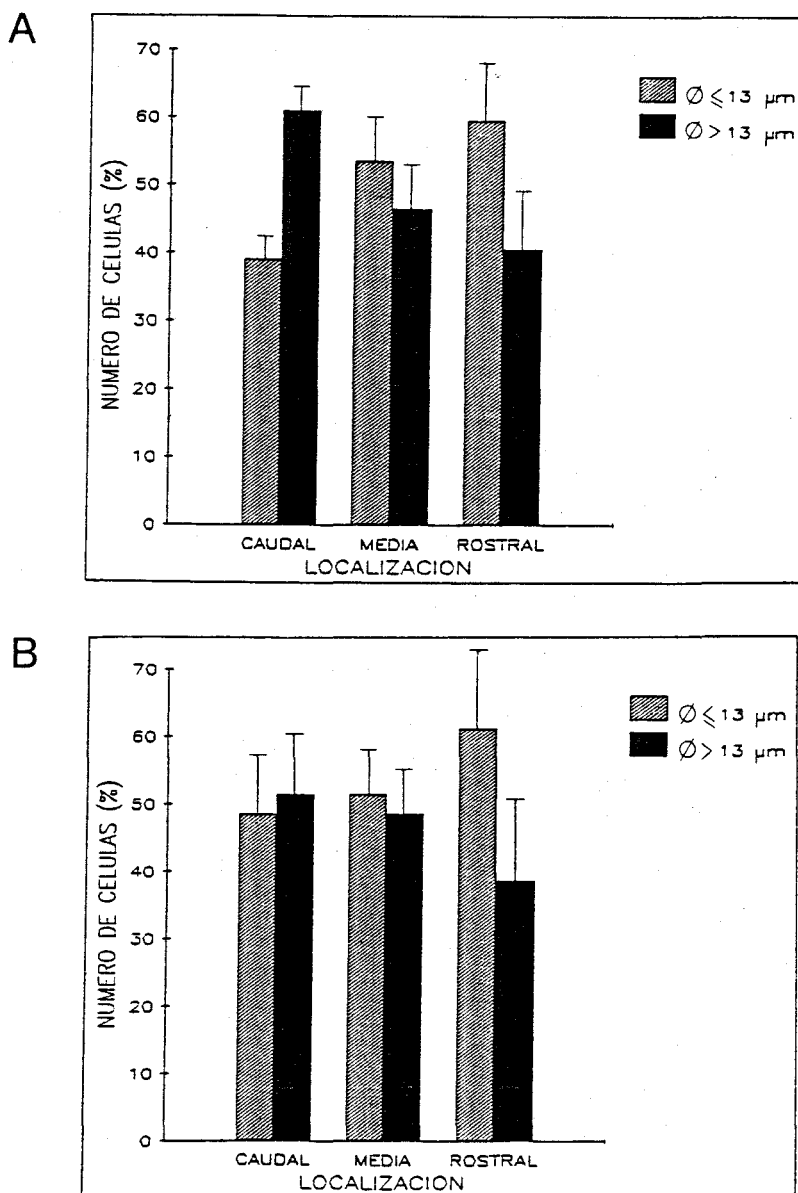 A
70
60
50
40
30
20
10
0
NUMERO DE CELULAS (%)
CAUDAL MEDIA ROSTRAL
LOCALIZACION
Ø ≤ 13 µm
Ø > 13 µm
B
70
60
50
40
30
20
10
0
NUMERO DE CELULAS (%)
CAUDAL MEDIA ROSTRAL
LOCALIZACION
Ø ≤ 13 µm
Ø > 13 µm